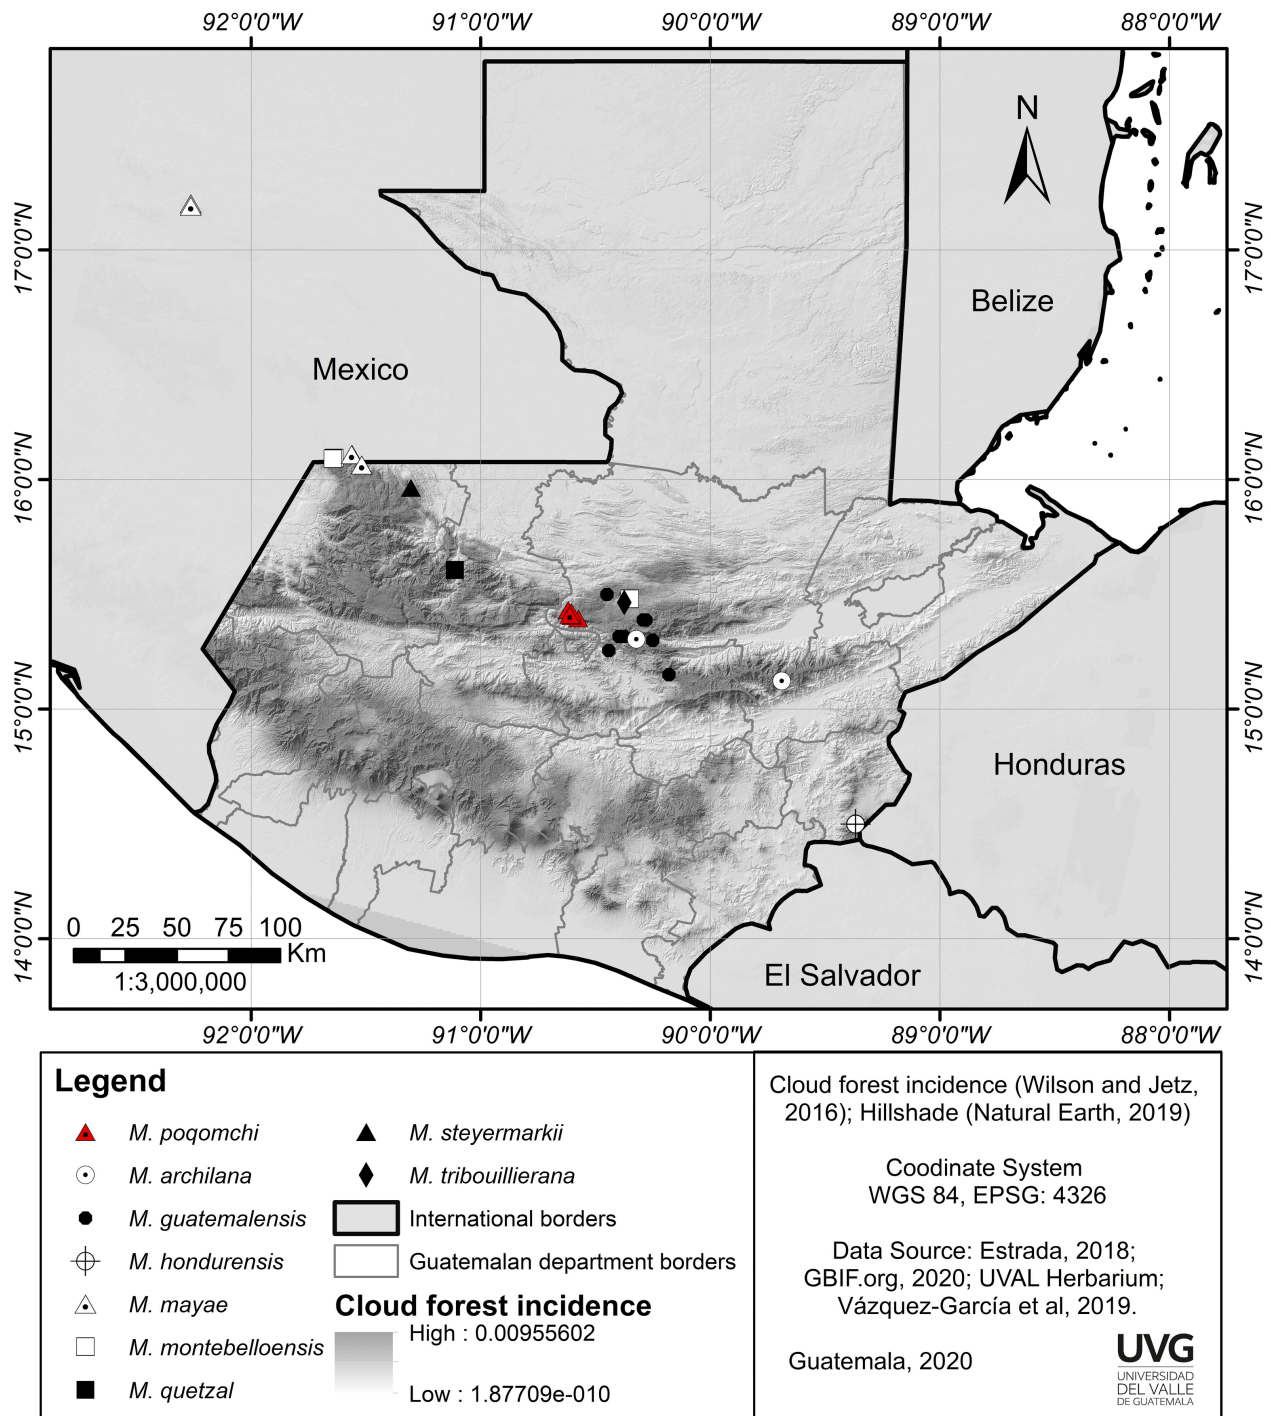 92°0'0"W 91°0'0"W 90°0'0"W 89°0'0"W 88°0'0"W
N
17°0'0"N 17°0'0"N
Belize
Mexico
16°0'0"N 16°0'0"N
15°0'0"N 15°0'0"N
Honduras
14°0'0"N 14°0'0"N
0 25 50 75 100
Km
1:3,000,000
El Salvador
92°0'0"W 91°0'0"W 90°0'0"W 89°0'0"W 88°0'0"W
Legend
M. poqomchi
M. archilana
M. guatemalensis
M. hondurensis
M. mayae
M. montebelloensis
M. quetzal
M. steyermarkii
M. tribouillierana
International borders
Guatemalan department borders
Cloud forest incidence
High : 0.00955602
Low : 1.87709e-010
Cloud forest incidence (Wilson and Jetz,
2016); Hillshade (Natural Earth, 2019)
Coodinate System
WGS 84, EPSG: 4326
Data Source: Estrada, 2018;
GBIF.org, 2020; UVAL Herbarium;
Vázquez-García et al, 2019.
Guatemala, 2020
UVG
UNIVERSIDAD
DEL VALLE
DE GUATEMALA